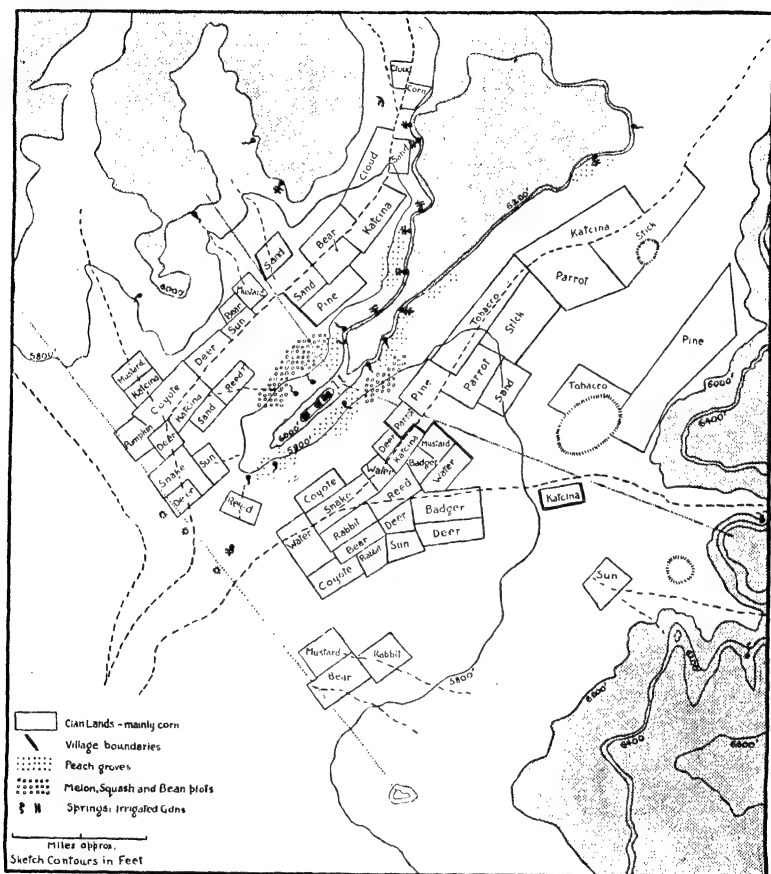 Cloud
Corn
Sand
Cloud
Katcina
Bear
Sand
Sand
Pine
Mustard
Bear
Sun
Deer
Reed
Mustard
Katcina
Coyote
Katcina
Sand
Pumpkin
Deer
Sun
Snake
Deer
Reed
6000'
5800'
6000'
5800'
6200'
Katcina
Stick
Parrot
Tobacco
Stick
Pine
Parrot
Sand
Pine
Tobacco
6000'
6400'
Parrot
Deer
Katcina
Mustard
Badger
Water
Water
Reed
Coyote
Snake
Water
Rabbit
Deer
Badger
Bear
Sun
Deer
Coyote
Rabbit
Katcina
Sun
Mustard
Rabbit
Bear
5800'
6400'
Clan Lands - mainly corn
Village boundaries
Peach groves
Melon, Squash and Bean plots
Springs: Irrigated Gdns
Miles approx.
Sketch Contours in Feet